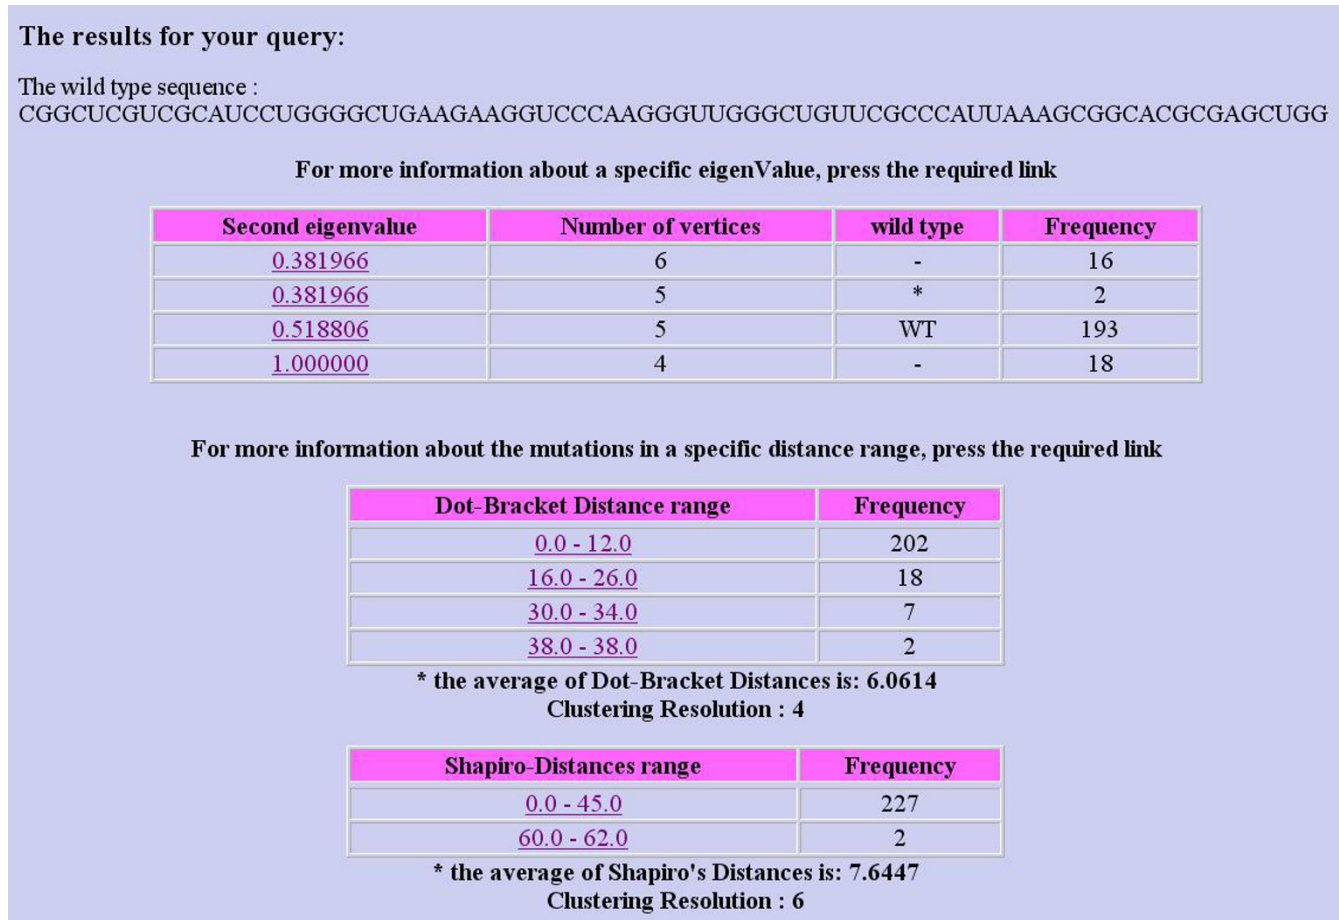 The results for your query:
The wild type sequence :
CGGCUCGUCGCAUCCUGGGGCUGAAGAAGGUCCCAAGGGUUGGGCUGUUCGCCCAUUAAAGCGGCACGCGAGCUGG
For more information about a specific eigenValue, press the required link
Second eigenvalue Number of vertices wild type Frequency
0.381966 6 - 16
0.381966 5 * 2
0.518806 5 WT 193
1.000000 4 - 18
For more information about the mutations in a specific distance range, press the required link
Dot-Bracket Distance range Frequency
0.0 - 12.0 202
16.0 - 26.0 18
30.0 - 34.0 7
38.0 - 38.0 2
* the average of Dot-Bracket Distances is: 6.0614
Clustering Resolution : 4
Shapiro-Distances range Frequency
0.0 - 45.0 227
60.0 - 62.0 2
* the average of Shapiro's Distances is: 7.6447
Clustering Resolution : 6